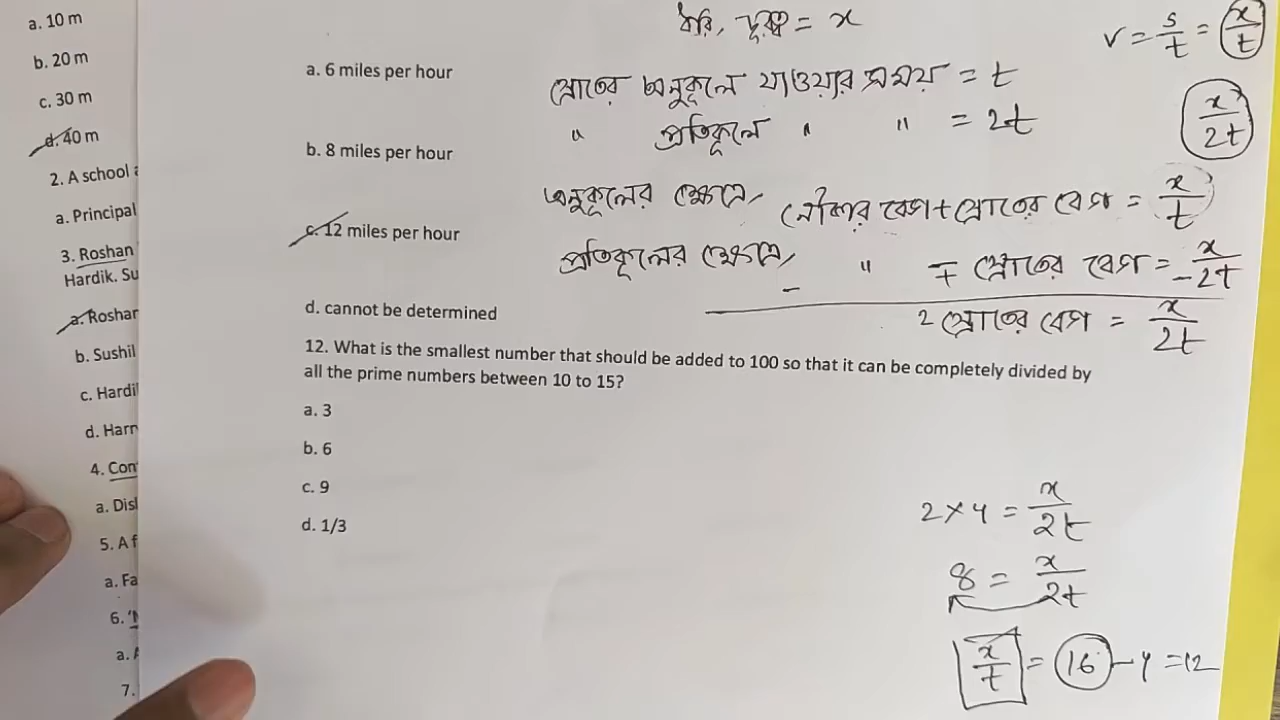 a. 10 m
b. 20 m
c. 30 m
d. 40 m
2. A school
a. Principal
3. Roshan
Hardik. Su
a. Roshar
b. Sushil
c. Hardi
d. Harr
4. Con
a. Dis
5. A f
a. Fa
6. '
a. A
7.
a. 6 miles per hour
b. 8 miles per hour
c. 12 miles per hour
d. cannot be determined
12. What is the smallest number that should be added to 100 so that it can be completely divided by
all the prime numbers between 10 to 15?
a. 3
b. 6
c. 9
d. 1/3
ধরি, দূরত্ব = x
v = s/t = x/t
স্রোতের অনুকূলে যাওয়ার সময় = t
" প্রতিকূলে " " = 2t
x/2t
অনুকূলের ক্ষেত্রে, নৌকার বেগ + স্রোতের বেগ = x/t
প্রতিকূলের ক্ষেত্রে, " ∓ স্রোতের বেগ = -x/2t
-
2 স্রোতের বেগ = x/2t
2 × 4 = x/2t
8 = x/2t
x/t = 16 - 4 = 12